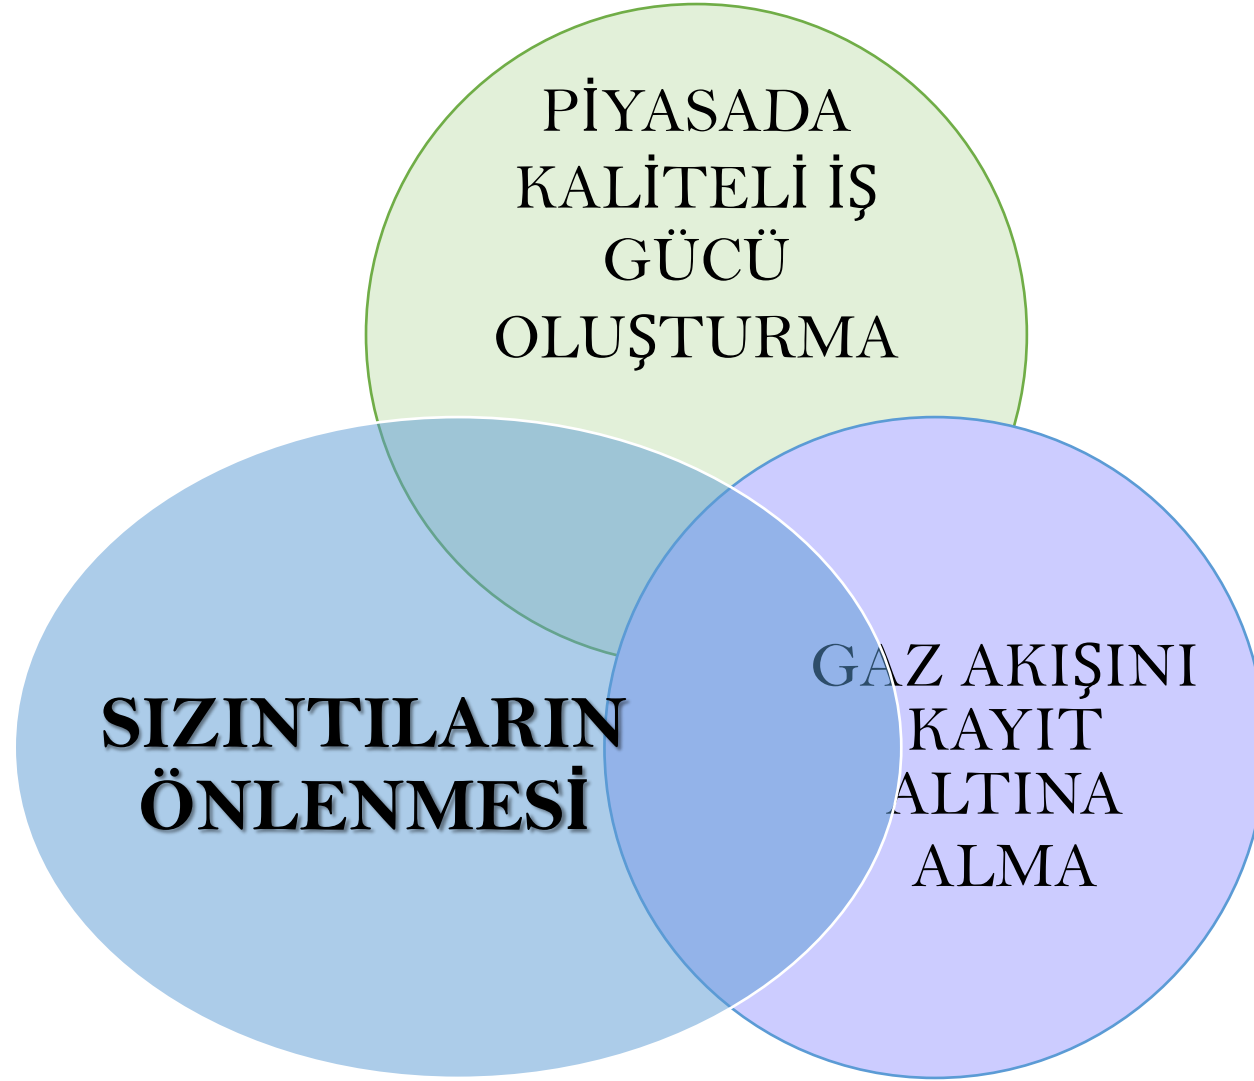 PİYASADA
KALİTELİ İŞ
GÜCÜ
OLUŞTURMA
SIZINTILARIN
ÖNLENMESİ
GAZ AKIŞINI
KAYIT
ALTINA
ALMA